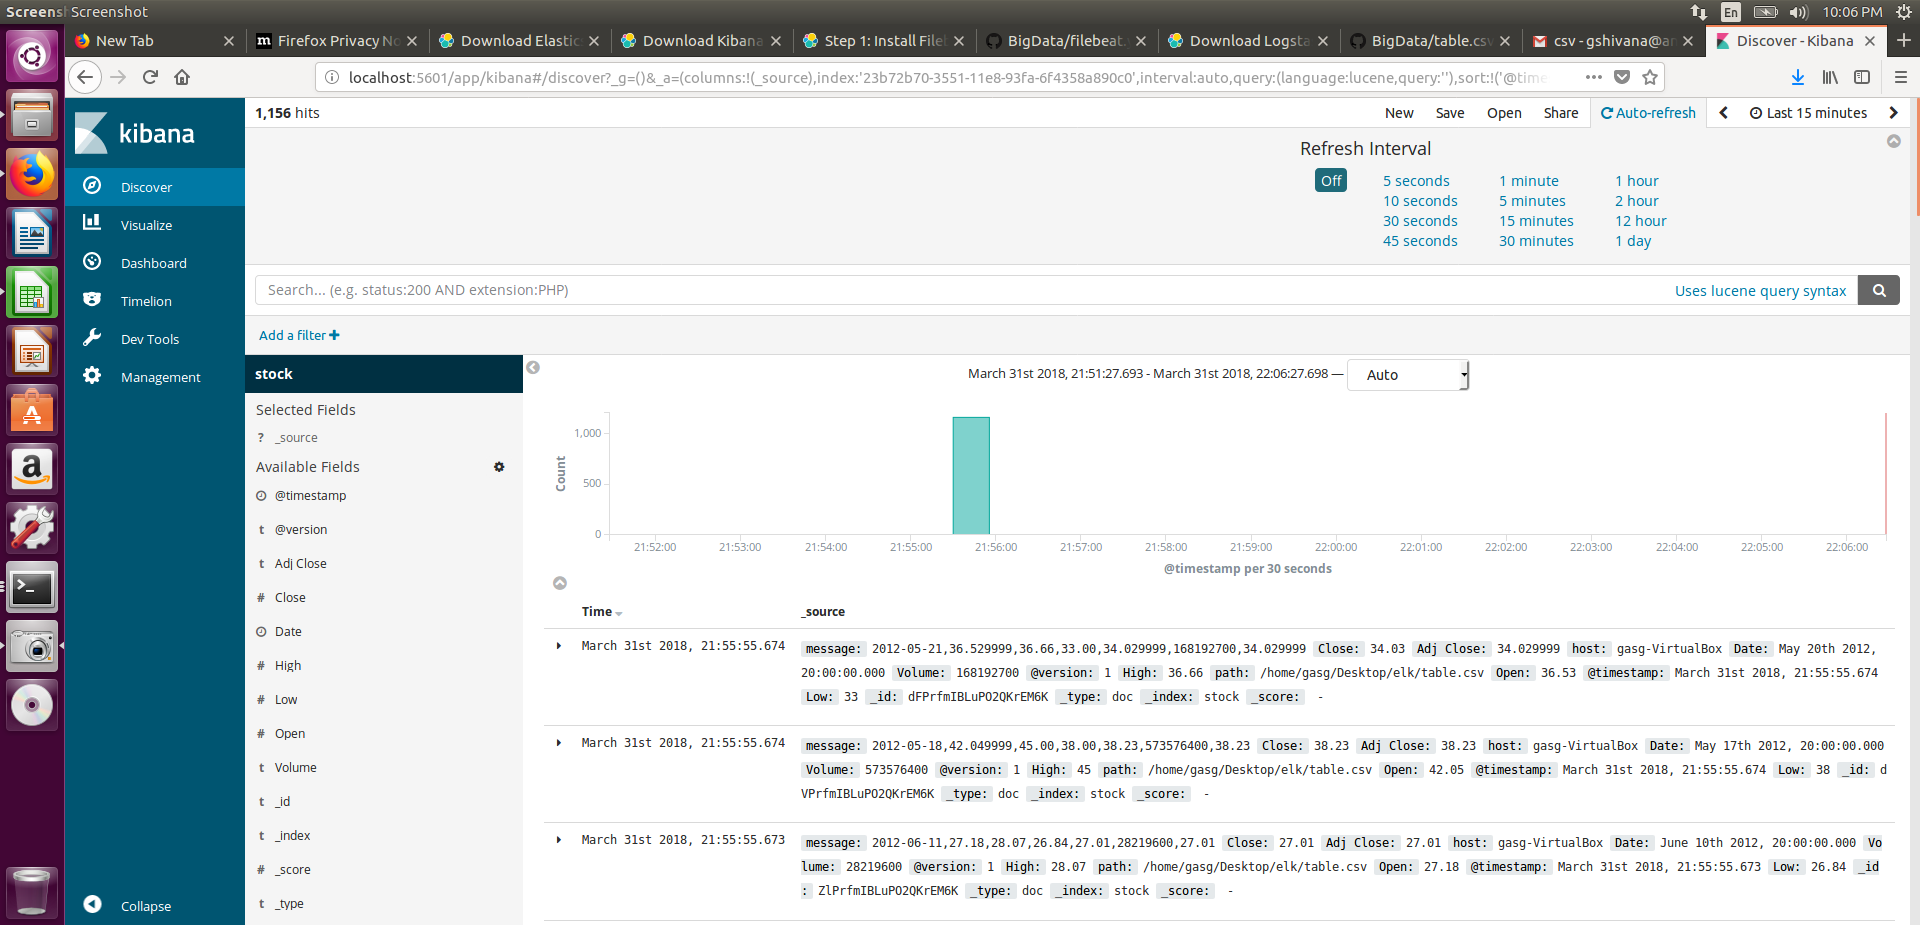 Screenshot
Screens
En
10:06 PM
New Tab
Firefox Privacy No
Download Elastic
Download Kibana
Step 1: Install Fileb
BigData/filebeat.y
Download Logsta
BigData/table.csv
csv - gshivana@an
Discover - Kibana
localhost:5601/app/kibana#/discover?_g=()&_a=(columns:!(_source),index:'23b72b70-3551-11e8-93fa-6f4358a890c0',interval:auto,query:(language:lucene,query:''),sort:!('@time
kibana
Discover
Visualize
Dashboard
Timelion
Dev Tools
Management
Collapse
1,156 hits
New
Save
Open
Share
Auto-refresh
Last 15 minutes
Refresh Interval
Off
5 seconds 1 minute 1 hour
10 seconds 5 minutes 2 hour
30 seconds 15 minutes 12 hour
45 seconds 30 minutes 1 day
Search... (e.g. status:200 AND extension:PHP)
Uses lucene query syntax
Add a filter +
stock
Selected Fields
? _source
Available Fields
@timestamp
t @version
t Adj Close
# Close
Date
# High
# Low
# Open
t Volume
t _id
t _index
# _score
t _type
March 31st 2018, 21:51:27.693 - March 31st 2018, 22:06:27.698 —
Auto
1,000
500
0
Count
21:52:00 21:53:00 21:54:00 21:55:00 21:56:00 21:57:00 21:58:00 21:59:00 22:00:00 22:01:00 22:02:00 22:03:00 22:04:00 22:05:00 22:06:00
@timestamp per 30 seconds
Time _source
March 31st 2018, 21:55:55.674
message: 2012-05-21,36.529999,36.66,33.00,34.029999,168192700,34.029999 Close: 34.03 Adj Close: 34.029999 host: gasg-VirtualBox Date: May 20th 2012,
20:00:00.000 Volume: 168192700 @version: 1 High: 36.66 path: /home/gasg/Desktop/elk/table.csv Open: 36.53 @timestamp: March 31st 2018, 21:55:55.674
Low: 33 _id: dFPrfmIBLuPO2QKrEM6K _type: doc _index: stock _score: -
March 31st 2018, 21:55:55.674
message: 2012-05-18,42.049999,45.00,38.00,38.23,573576400,38.23 Close: 38.23 Adj Close: 38.23 host: gasg-VirtualBox Date: May 17th 2012, 20:00:00.000
Volume: 573576400 @version: 1 High: 45 path: /home/gasg/Desktop/elk/table.csv Open: 42.05 @timestamp: March 31st 2018, 21:55:55.674 Low: 38 _id: d
VPrfmIBLuPO2QKrEM6K _type: doc _index: stock _score: -
March 31st 2018, 21:55:55.673
message: 2012-06-11,27.18,28.07,26.84,27.01,28219600,27.01 Close: 27.01 Adj Close: 27.01 host: gasg-VirtualBox Date: June 10th 2012, 20:00:00.000 Vo
lume: 28219600 @version: 1 High: 28.07 path: /home/gasg/Desktop/elk/table.csv Open: 27.18 @timestamp: March 31st 2018, 21:55:55.673 Low: 26.84 _id
: ZlPrfmIBLuPO2QKrEM6K _type: doc _index: stock _score: -